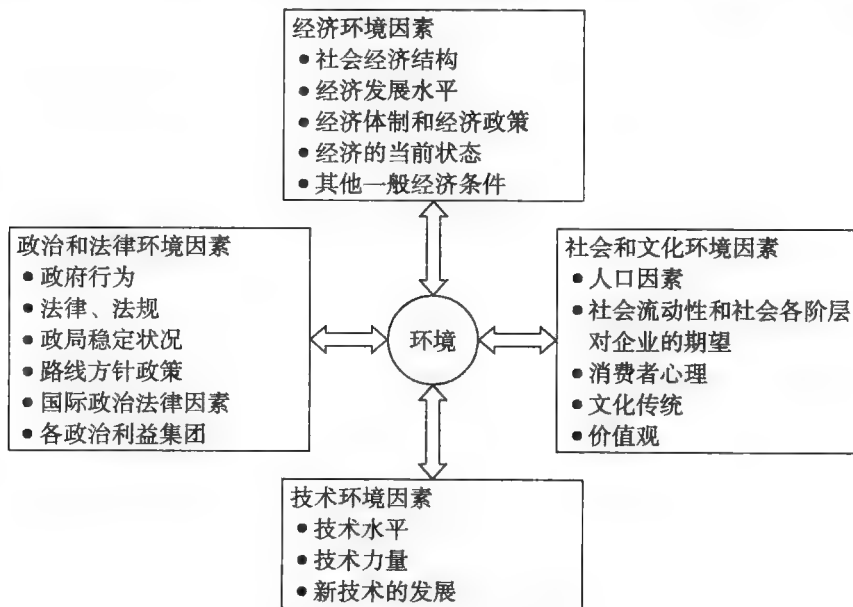 经济环境因素
● 社会经济结构
● 经济发展水平
● 经济体制和经济政策
● 经济的当前状态
● 其他一般经济条件
政治和法律环境因素
● 政府行为
● 法律、法规
● 政局稳定状况
● 路线方针政策
● 国际政治法律因素
● 各政治利益集团
环境
社会和文化环境因素
● 人口因素
● 社会流动性和社会各阶层
对企业的期望
● 消费者心理
● 文化传统
● 价值观
技术环境因素
● 技术水平
● 技术力量
● 新技术的发展